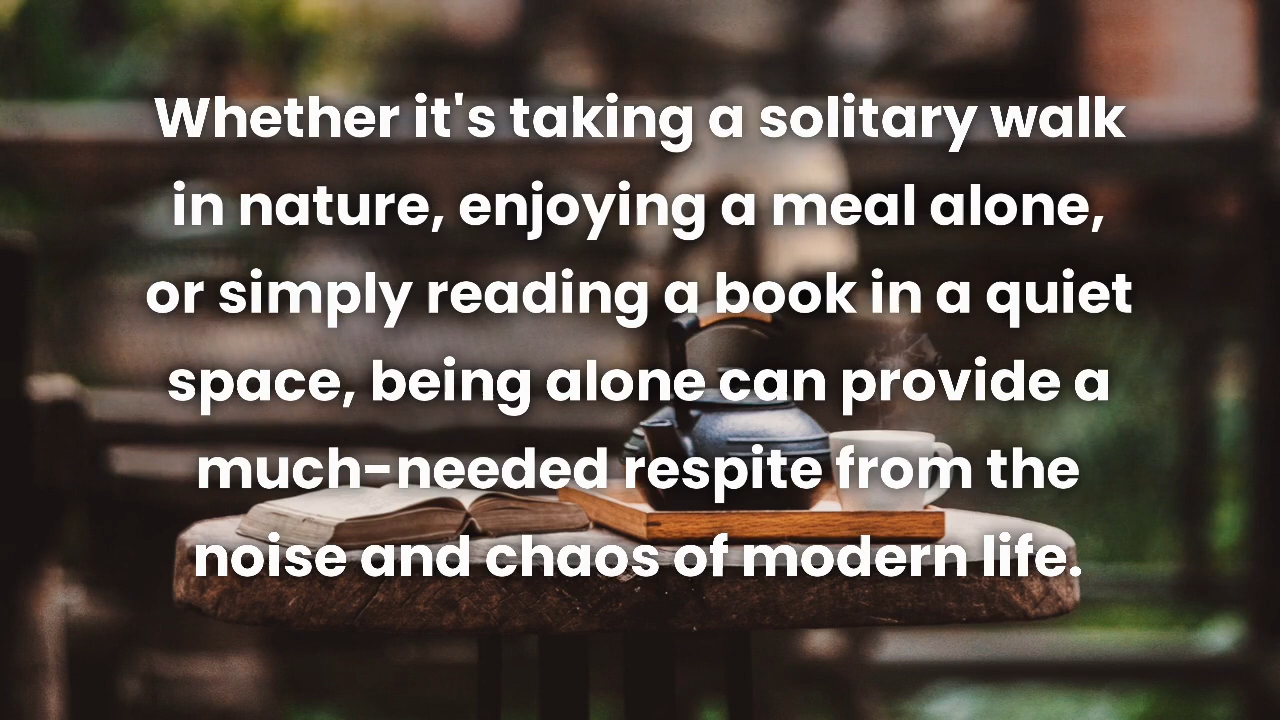 Whether it's taking a solitary walk
in nature, enjoying a meal alone,
or simply reading a book in a quiet
space, being alone can provide a
much-needed respite from the
noise and chaos of modern life.